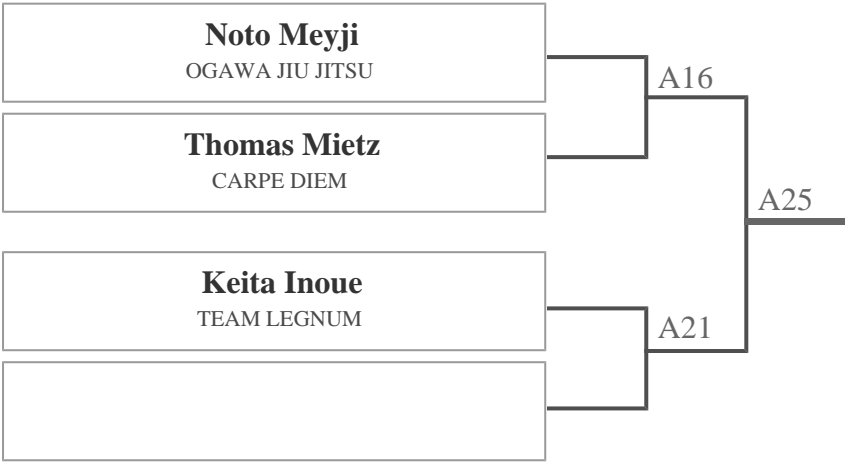 Noto Meyji
OGAWA JIU JITSU
A16
Thomas Mietz
CARPE DIEM
A25
Keita Inoue
TEAM LEGNUM
A21